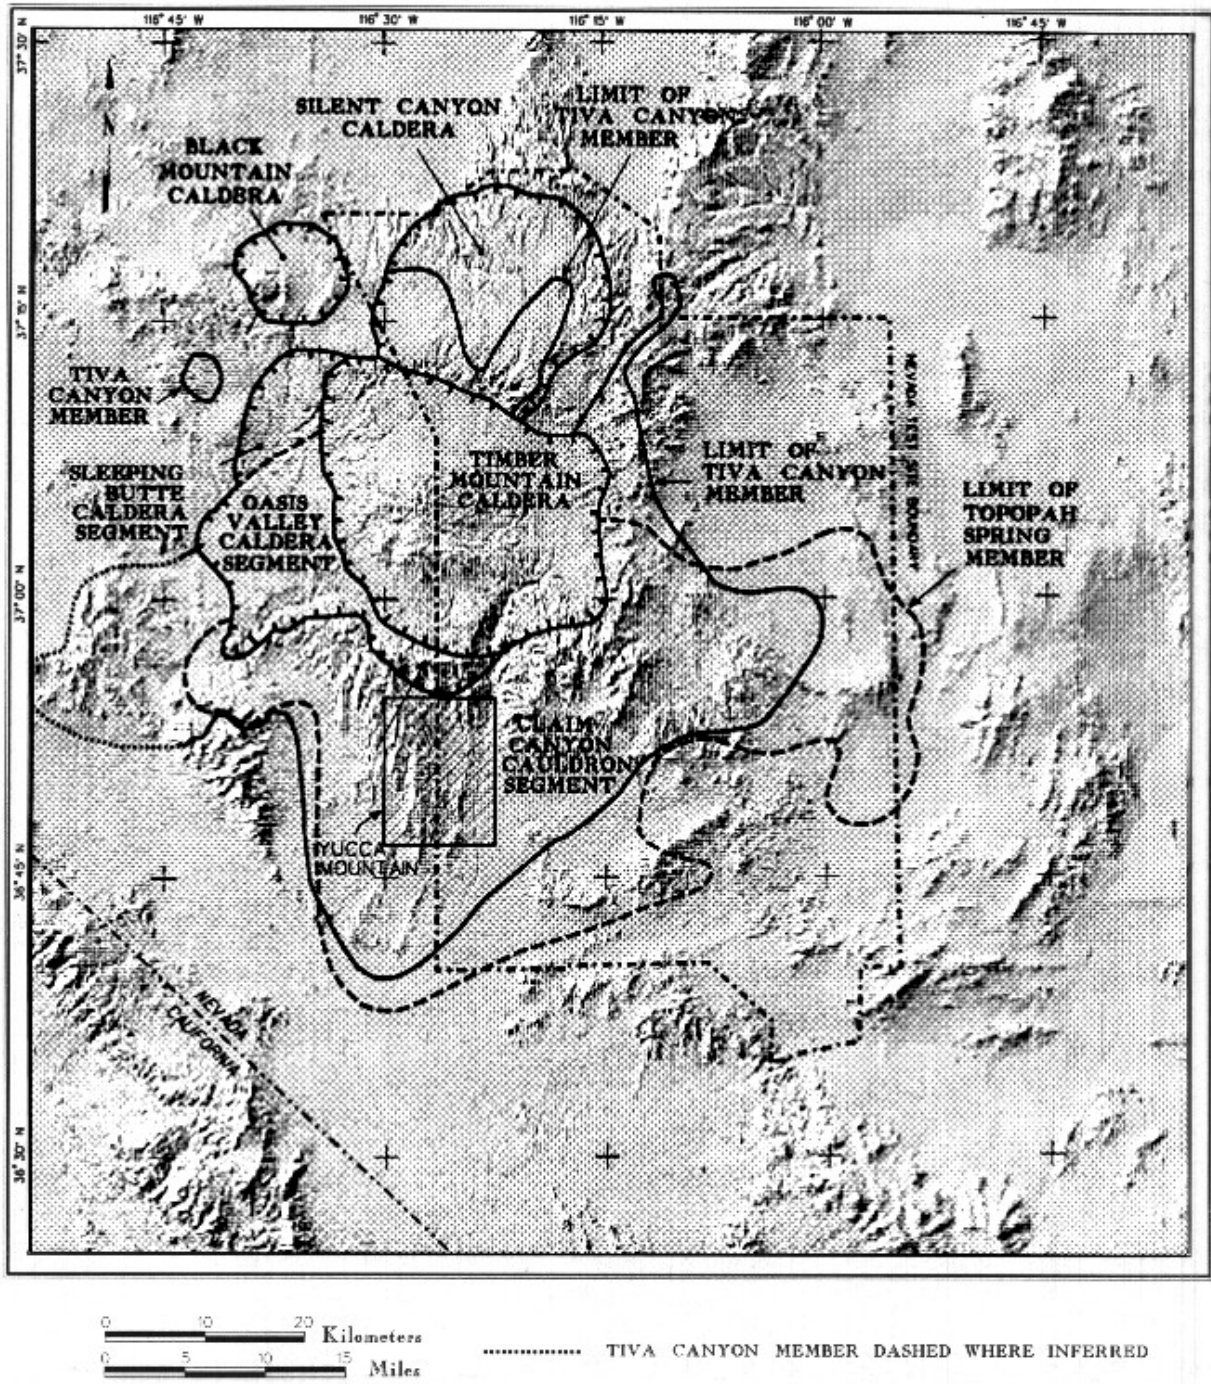 116° 45' W
116° 30' W
116° 15' W
116° 00' W
116° 45' W
37° 30' N
37° 15' N
37° 00' N
36° 45' N
36° 30' N
N
SILENT CANYON
CALDERA
LIMIT OF
TIVA CANYON
MEMBER
BLACK
MOUNTAIN
CALDERA
TIVA
CANYON
MEMBER
SLEEPING
BUTTE
CALDERA
SEGMENT
OASIS
VALLEY
CALDERA
SEGMENT
TIMBER
MOUNTAIN
CALDERA
LIMIT OF
TIVA CANYON
MEMBER
NEVADA TEST SITE BOUNDARY
LIMIT OF
TOPOPAH
SPRING
MEMBER
CLAIM
CANYON
CAULDRON
SEGMENT
YUCCA
MOUNTAIN
NEVADA
CALIFORNIA
0 10 20 Kilometers
0 5 10 15 Miles
TIVA CANYON MEMBER DASHED WHERE INFERRED